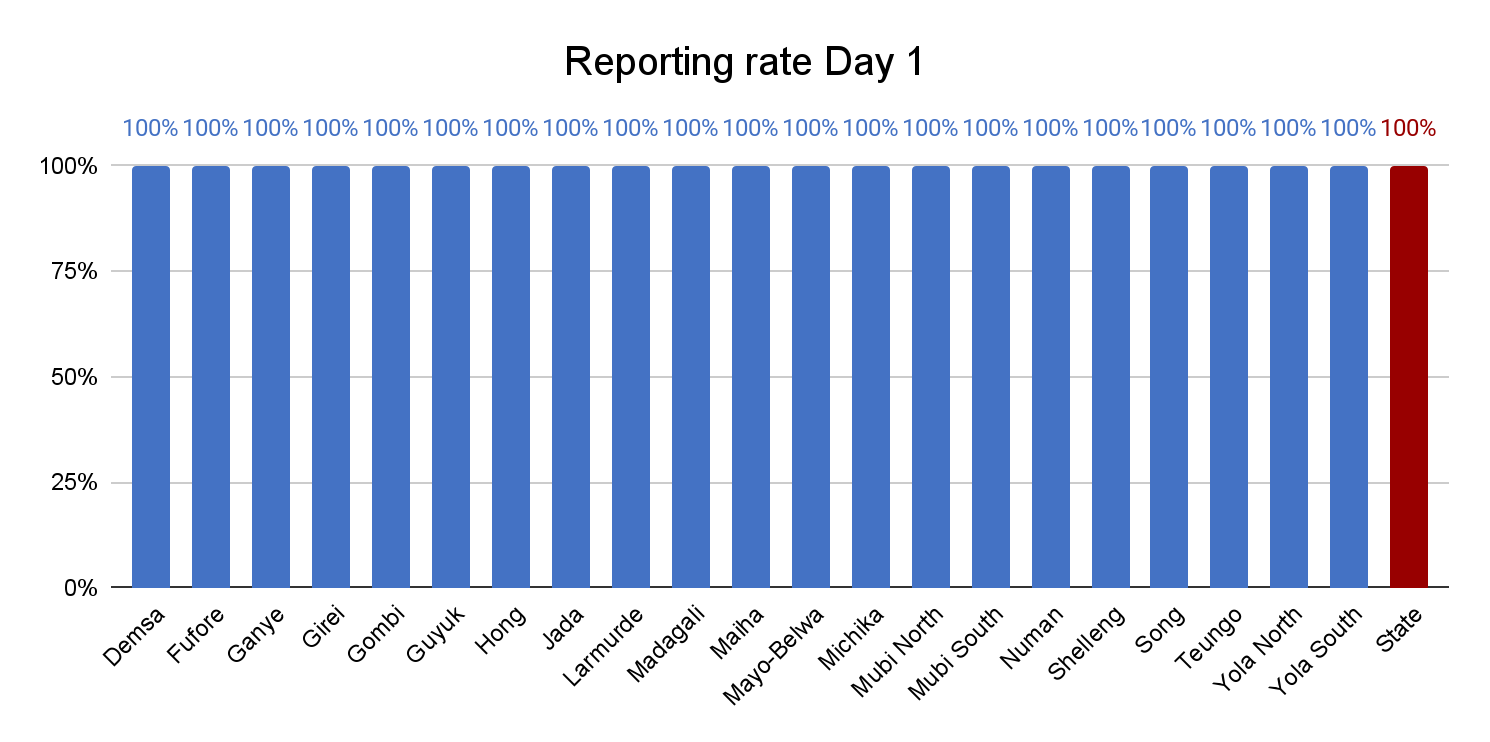 Reporting rate Day 1
100% 100% 100% 100% 100% 100% 100% 100% 100% 100% 100% 100% 100% 100% 100% 100% 100% 100% 100% 100% 100% 100%
100%
75%
50%
25%
0%
Demsa
Fufore
Ganye
Girei
Gombi
Guyuk
Hong
Jada
Larmurde
Madagali
Maiha
Mayo-Belwa
Michika
Mubi North
Mubi South
Numan
Shelleng
Song
Teungo
Yola North
Yola South
State